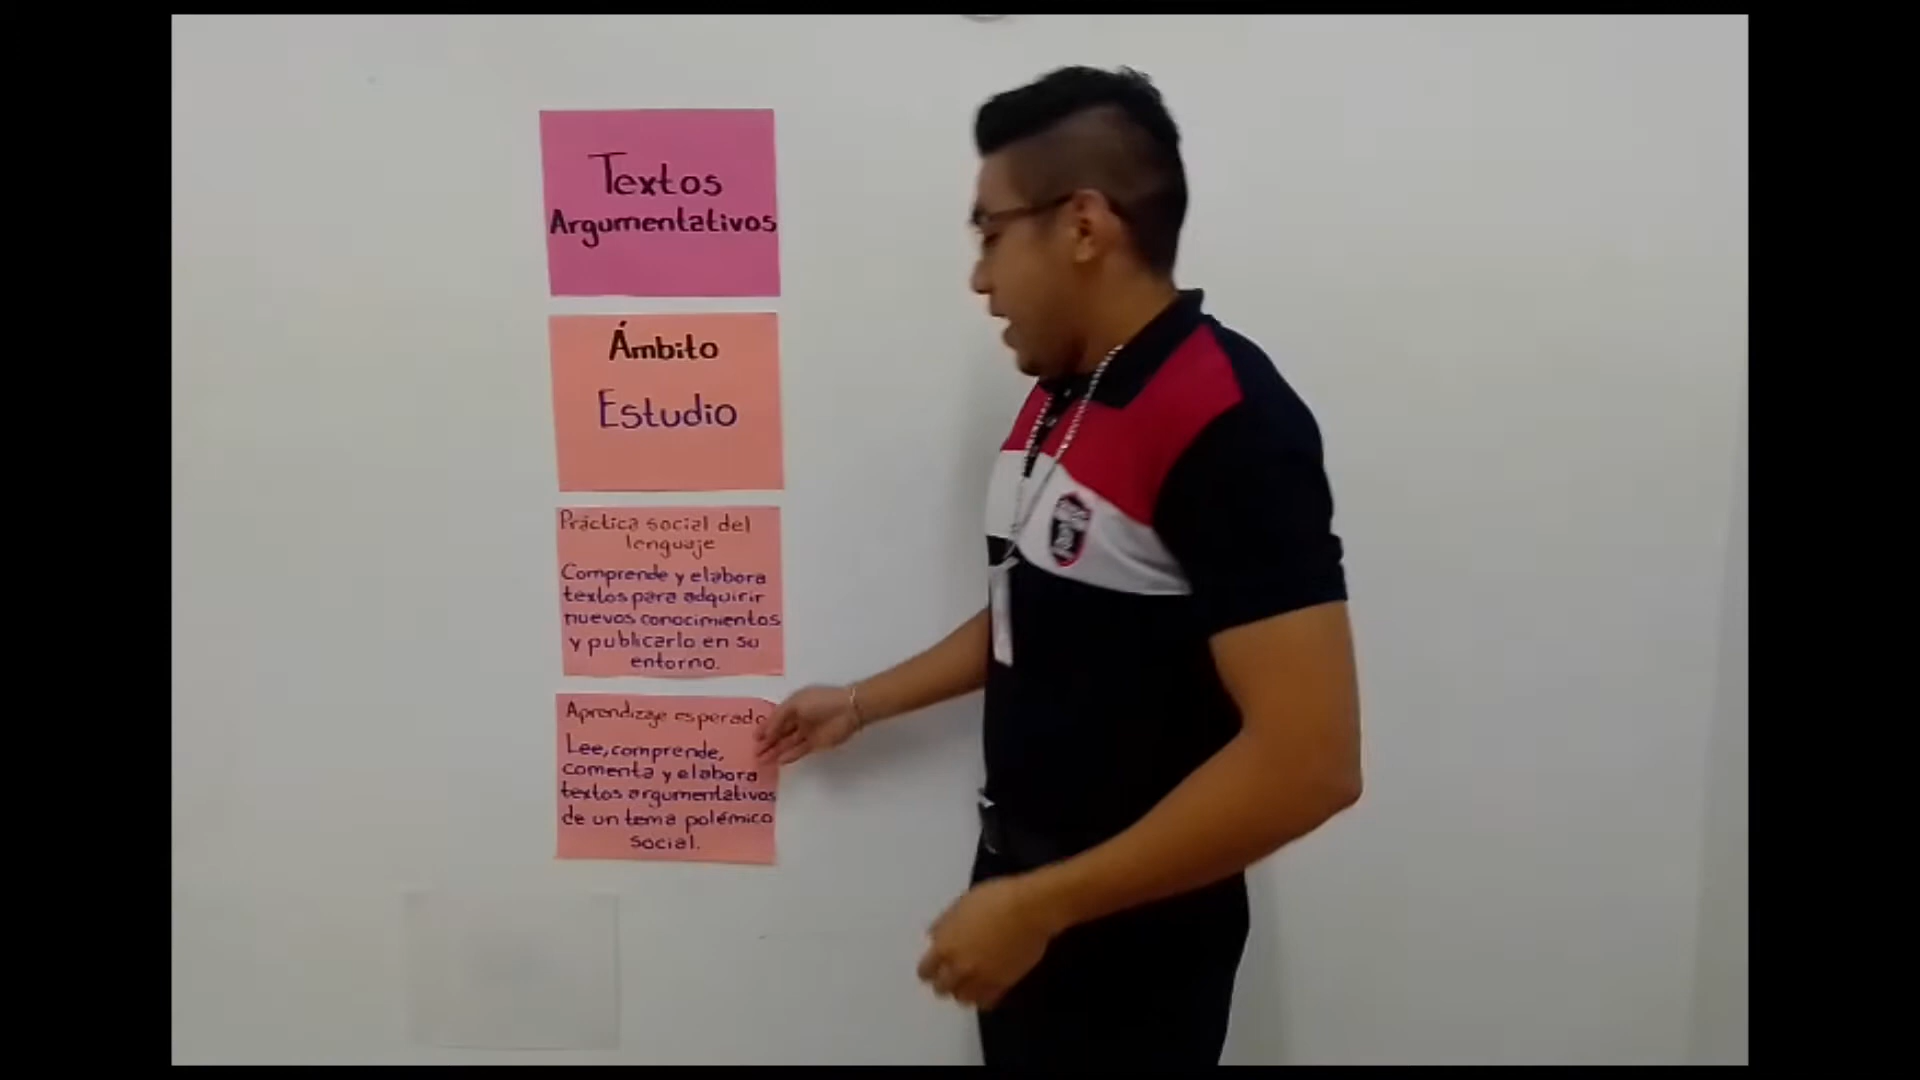 Textos
Argumentativos
Ámbito
Estudio
Práctica social del
lenguaje
Comprende y elabora
textos para adquirir
nuevos conocimientos
y publicarlo en su
entorno.
Aprendizaje esperado
Lee, comprende,
comenta y elabora
textos argumentativos
de un tema polémico
social.